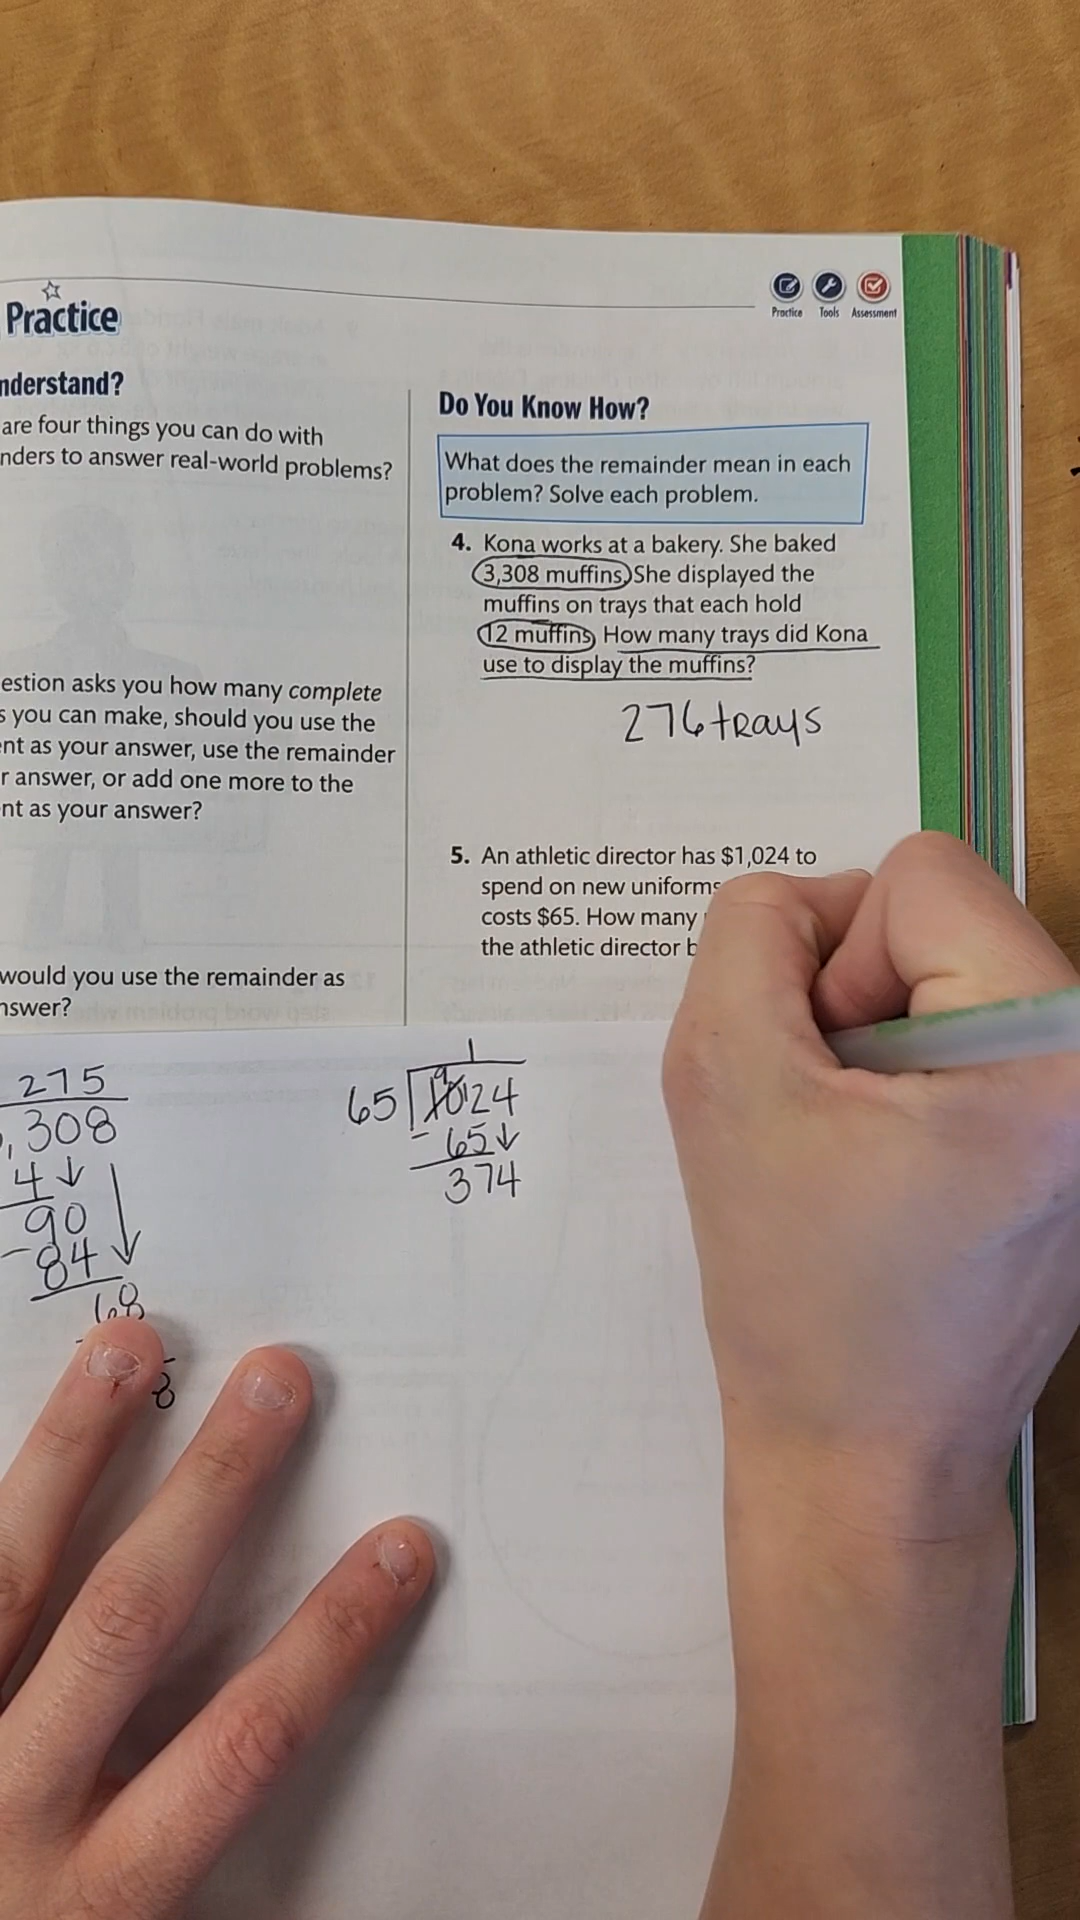 Practice
Practice Tools Assessment
nderstand?
are four things you can do with
nders to answer real-world problems?
estion asks you how many complete
s you can make, should you use the
ent as your answer, use the remainder
r answer, or add one more to the
nt as your answer?
would you use the remainder as
nswer?
Do You Know How?
What does the remainder mean in each
problem? Solve each problem.
4. Kona works at a bakery. She baked
3,308 muffins. She displayed the
muffins on trays that each hold
12 muffins. How many trays did Kona
use to display the muffins?
276 trays
5. An athletic director has $1,024 to
spend on new uniforms
costs $65. How many
the athletic director b
275
,308
4
90
-84
68
8
1
65 1024
9 1
-65
374